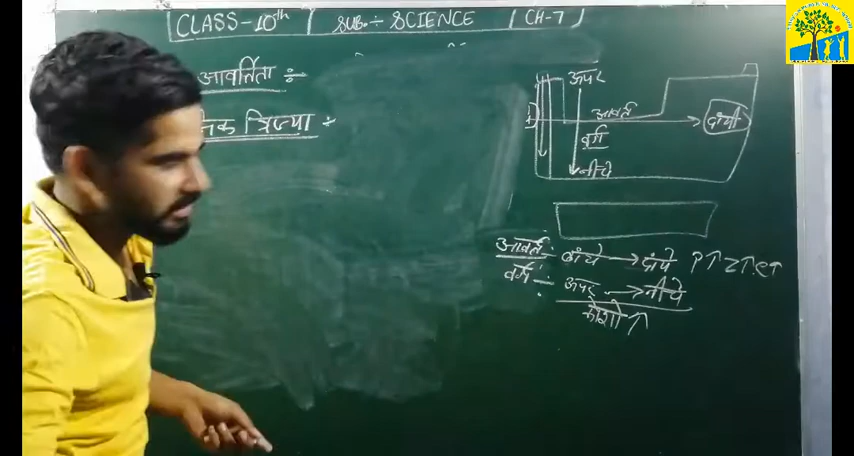 CLASS-10th SUB.÷ SCIENCE CH-7
आवर्तिता ÷
त्रिज्या ÷
ऊपर
आवर्त
वर्ग
नीचे
आवर्त ÷ बांये → दांये P↑ Z↑ e↑
वर्ग ÷ ऊपर → नीचे
कोशों ↑